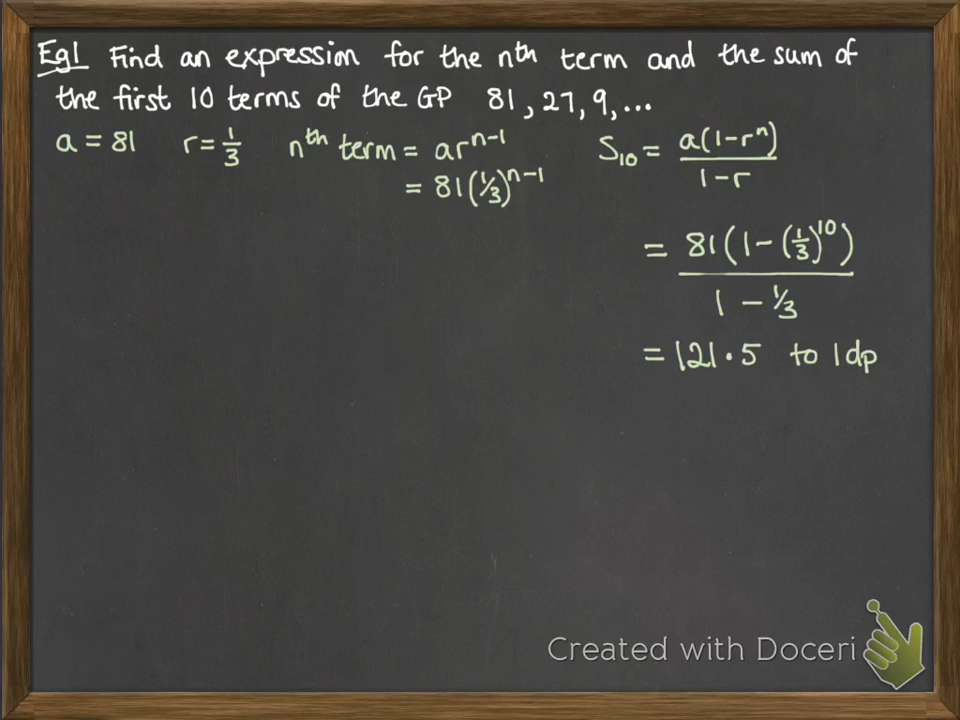 Eg1 Find an expression for the nth term and the sum of
the first 10 terms of the GP 81, 27, 9, ...
a = 81 r = 1/3 nth term = ar^(n-1) S₁₀ = a(1-r^n)/(1-r)
= 81(1/3)^(n-1)
= 81(1-(1/3)^10)/(1-1/3)
= 121.5 to 1dp
Created with Doceri